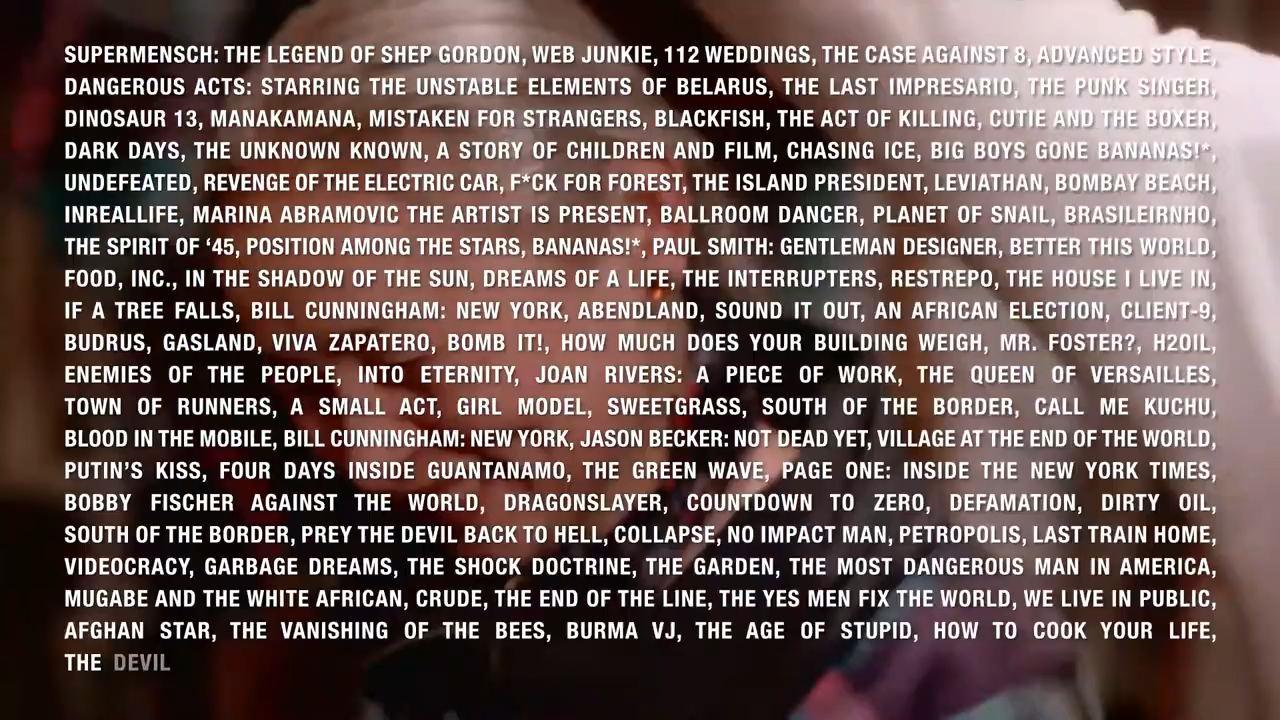 SUPERMENSCH: THE LEGEND OF SHEP GORDON, WEB JUNKIE, 112 WEDDINGS, THE CASE AGAINST 8, ADVANCED STYLE,
DANGEROUS ACTS: STARRING THE UNSTABLE ELEMENTS OF BELARUS, THE LAST IMPRESARIO, THE PUNK SINGER,
DINOSAUR 13, MANAKAMANA, MISTAKEN FOR STRANGERS, BLACKFISH, THE ACT OF KILLING, CUTIE AND THE BOXER,
DARK DAYS, THE UNKNOWN KNOWN, A STORY OF CHILDREN AND FILM, CHASING ICE, BIG BOYS GONE BANANAS!*,
UNDEFEATED, REVENGE OF THE ELECTRIC CAR, F*CK FOR FOREST, THE ISLAND PRESIDENT, LEVIATHAN, BOMBAY BEACH,
INREALLIFE, MARINA ABRAMOVIC THE ARTIST IS PRESENT, BALLROOM DANCER, PLANET OF SNAIL, BRASILEIRNHO,
THE SPIRIT OF ‘45, POSITION AMONG THE STARS, BANANAS!*, PAUL SMITH: GENTLEMAN DESIGNER, BETTER THIS WORLD,
FOOD, INC., IN THE SHADOW OF THE SUN, DREAMS OF A LIFE, THE INTERRUPTERS, RESTREPO, THE HOUSE I LIVE IN,
IF A TREE FALLS, BILL CUNNINGHAM: NEW YORK, ABENDLAND, SOUND IT OUT, AN AFRICAN ELECTION, CLIENT-9,
BUDRUS, GASLAND, VIVA ZAPATERO, BOMB IT!, HOW MUCH DOES YOUR BUILDING WEIGH, MR. FOSTER?, H2OIL,
ENEMIES OF THE PEOPLE, INTO ETERNITY, JOAN RIVERS: A PIECE OF WORK, THE QUEEN OF VERSAILLES,
TOWN OF RUNNERS, A SMALL ACT, GIRL MODEL, SWEETGRASS, SOUTH OF THE BORDER, CALL ME KUCHU,
BLOOD IN THE MOBILE, BILL CUNNINGHAM: NEW YORK, JASON BECKER: NOT DEAD YET, VILLAGE AT THE END OF THE WORLD,
PUTIN’S KISS, FOUR DAYS INSIDE GUANTANAMO, THE GREEN WAVE, PAGE ONE: INSIDE THE NEW YORK TIMES,
BOBBY FISCHER AGAINST THE WORLD, DRAGONSLAYER, COUNTDOWN TO ZERO, DEFAMATION, DIRTY OIL,
SOUTH OF THE BORDER, PREY THE DEVIL BACK TO HELL, COLLAPSE, NO IMPACT MAN, PETROPOLIS, LAST TRAIN HOME,
VIDEOCRACY, GARBAGE DREAMS, THE SHOCK DOCTRINE, THE GARDEN, THE MOST DANGEROUS MAN IN AMERICA,
MUGABE AND THE WHITE AFRICAN, CRUDE, THE END OF THE LINE, THE YES MEN FIX THE WORLD, WE LIVE IN PUBLIC,
AFGHAN STAR, THE VANISHING OF THE BEES, BURMA VJ, THE AGE OF STUPID, HOW TO COOK YOUR LIFE,
THE DEVIL